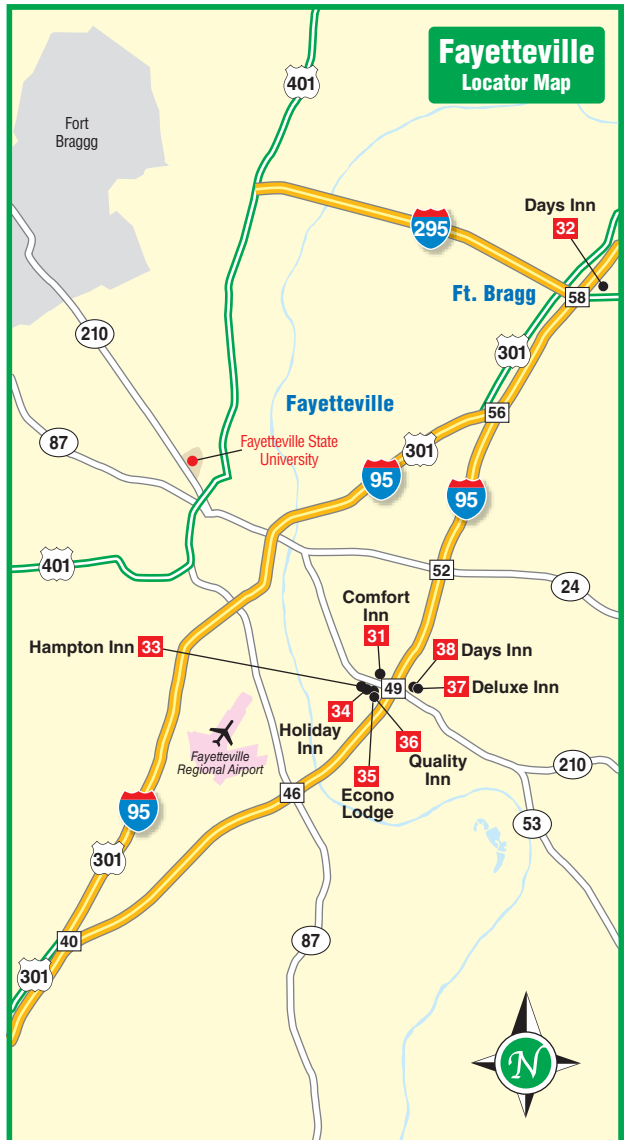 Fayetteville
Locator Map
401
Fort
Braggg
Days Inn
32
295
Ft. Bragg
58
210
301
Fayetteville
56
87
301
Fayetteville State
University
95
95
401
52
24
Comfort
Inn
31
Hampton Inn 33
38 Days Inn
49
37 Deluxe Inn
34
Holiday
Inn
36
Quality
Inn
Fayetteville
Regional Airport
35
Econo
Lodge
210
46
95
53
301
40
87
301
N